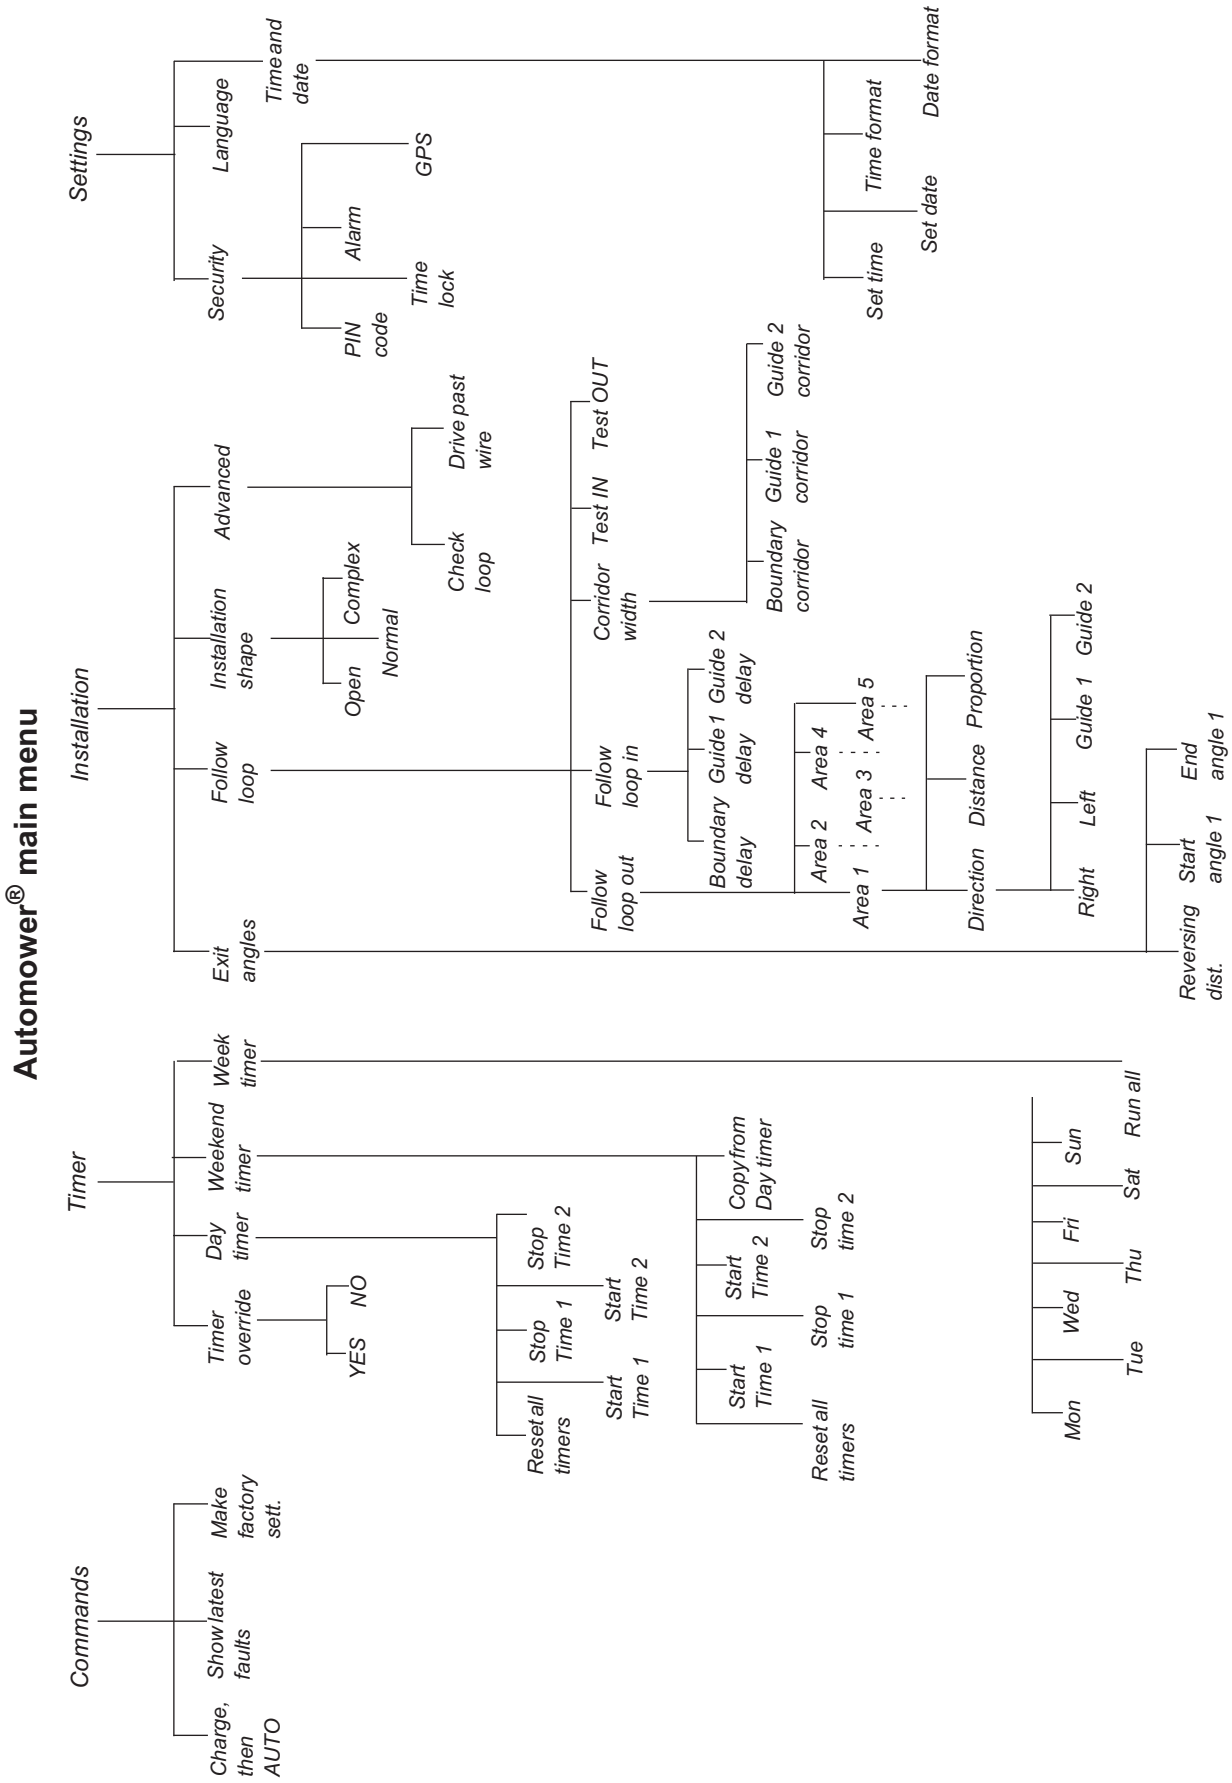 Automower® main menu
Commands
Timer
Installation
Settings
Charge,
then
AUTO
Show latest
faults
Make
factory
sett.
Timer
override
Day
timer
Weekend
timer
Week
timer
YES
NO
Reset all
timers
Start
Time 1
Stop
Time 1
Start
Time 2
Stop
Time 2
Reset all
timers
Start
Time 1
Stop
time 1
Start
Time 2
Stop
time 2
Copy from
Day timer
Mon
Tue
Wed
Thu
Fri
Sat
Sun
Run all
Exit
angles
Follow
loop
Installation
shape
Advanced
Open
Normal
Complex
Check
loop
Drive past
wire
Follow
loop out
Follow
loop in
Corridor
width
Test IN
Test OUT
Boundary
delay
Guide 1
delay
Guide 2
delay
Boundary
corridor
Guide 1
corridor
Guide 2
corridor
Area 1
Area 2
Area 3
Area 4
Area 5
Direction
Distance
Proportion
Right
Left
Guide 1
Guide 2
Reversing
dist.
Start
angle 1
End
angle 1
Security
Language
Time and
date
PIN
code
Time
lock
Alarm
GPS
Set time
Set date
Time format
Date format